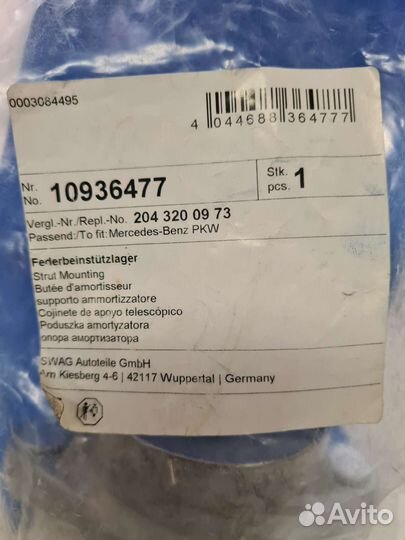 0003084495
4 044688 364777
Nr.
No. 10936477
Stk.
pcs. 1
Vergl.-Nr./Repl.-No. 204 320 09 73
Passend:/To fit: Mercedes-Benz PKW
Federbeinstützlager
Strut Mounting
Butée d'amortisseur
supporto ammortizzatore
Cojinete de apoyo telescópico
Poduszka amortyzatora
опора амортизатора
SWAG Autoteile GmbH
Am Kiesberg 4-6 | 42117 Wuppertal | Germany
Avito